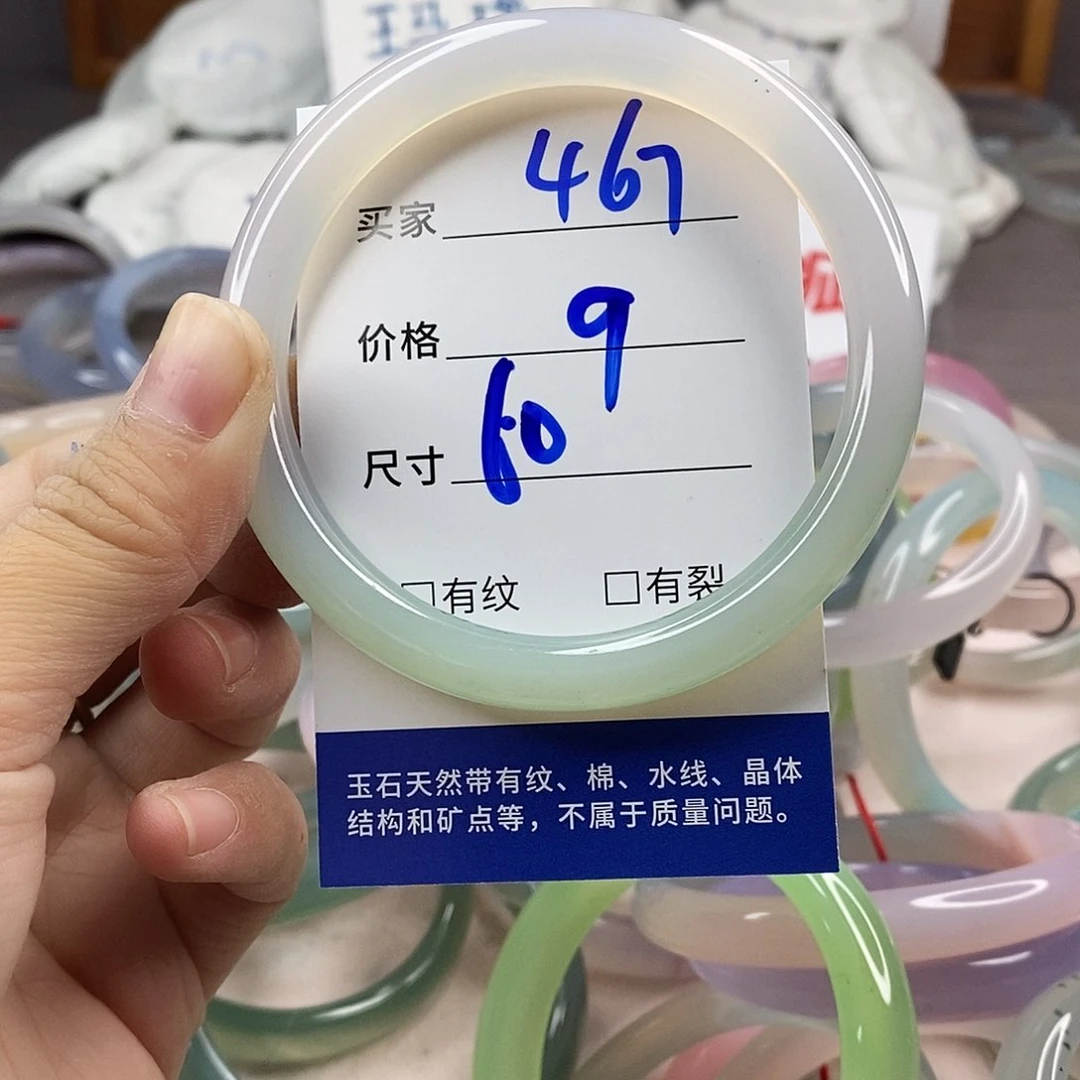 玛瑙
买家 467
价格 9
尺寸 60
□有纹 □有裂
玉石天然带有纹、棉、水线、晶体
结构和矿点等，不属于质量问题。